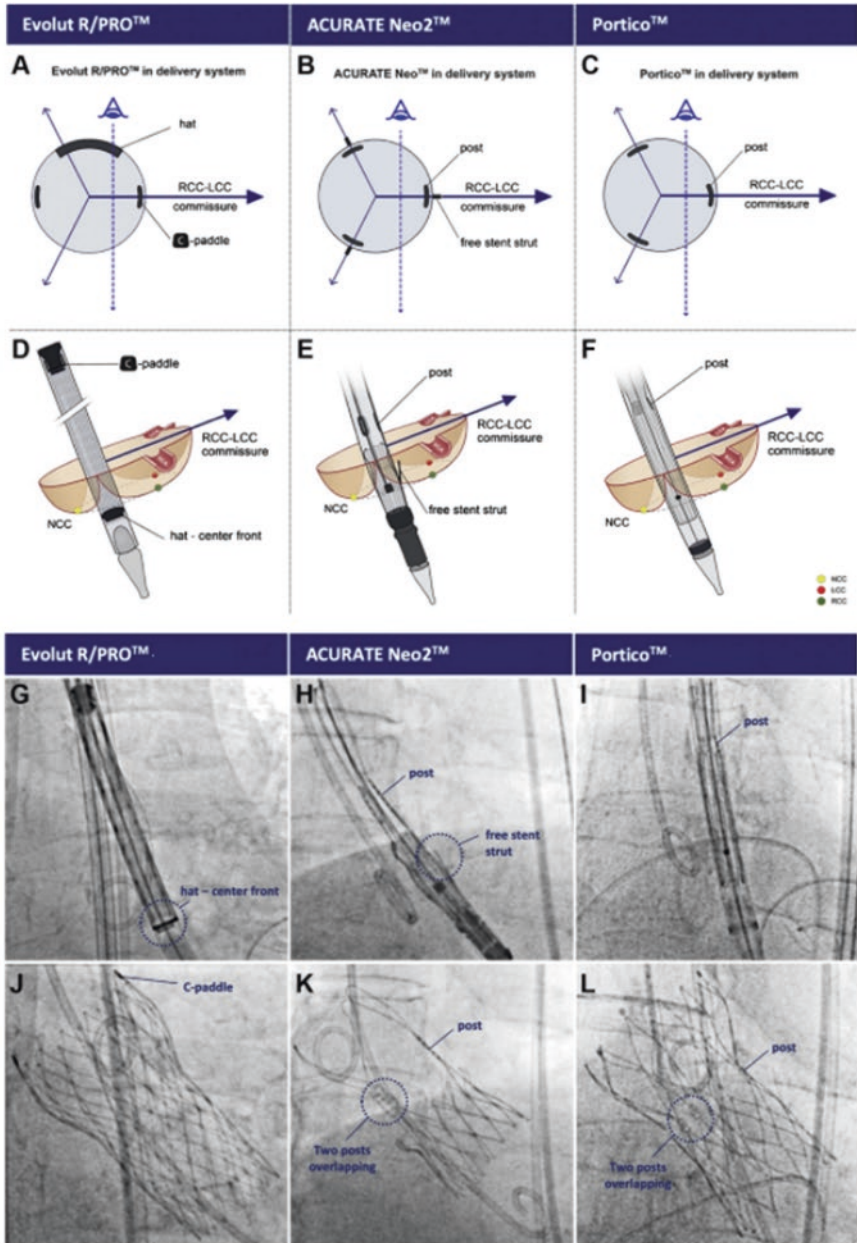 Evolut R/PRO™
ACURATE Neo2™
Portico™
A
Evolut R/PRO™ in delivery system
hat
RCC-LCC
commissure
C-paddle
B
ACURATE Neo™ in delivery system
post
RCC-LCC
commissure
free stent strut
C
Portico™ in delivery system
post
RCC-LCC
commissure
D
C-paddle
RCC-LCC
commissure
NCC
hat - center front
E
post
RCC-LCC
commissure
NCC
free stent strut
F
post
RCC-LCC
commissure
NCC
NCC
LCC
RCC
Evolut R/PRO™.
ACURATE Neo2™
Portico™
G
hat – center front
H
post
free stent
strut
I
post
J
C-paddle
K
post
Two posts
overlapping
L
post
Two posts
overlapping